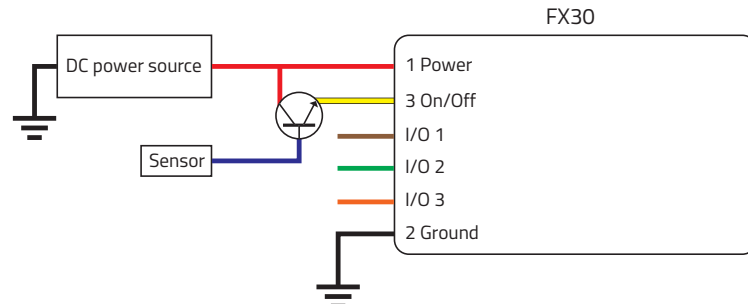 FX30
DC power source
1 Power
3 On/Off
I/O 1
Sensor
I/O 2
I/O 3
2 Ground